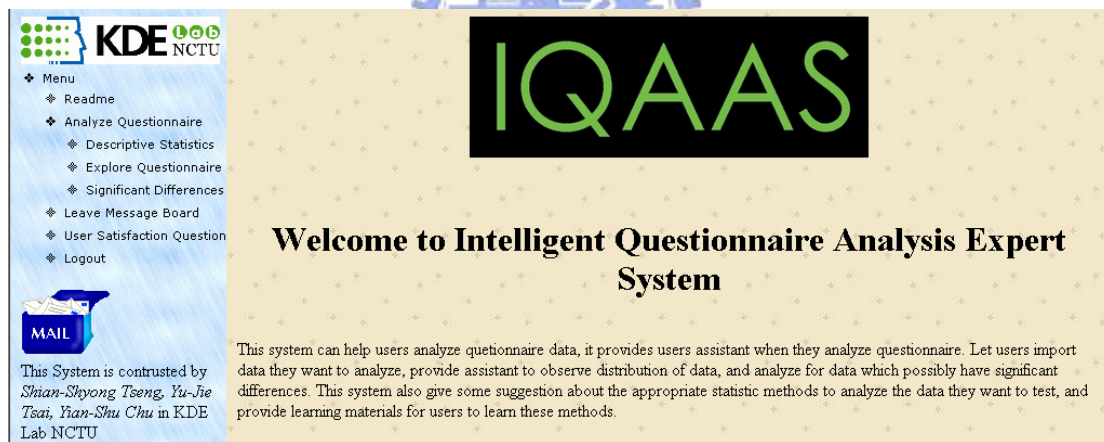 KDE Lab
NCTU
Menu
Readme
Analyze Questionnaire
Descriptive Statistics
Explore Questionnaire
Significant Differences
Leave Message Board
User Satisfaction Question
Logout
MAIL
This System is contrusted by
Shian-Shyong Tseng, Yu-Jie
Tsai, Yian-Shu Chu in KDE
Lab NCTU
IQAAS
Welcome to Intelligent Questionnaire Analysis Expert
System
This system can help users analyze quetionnaire data, it provides users assistant when they analyze questionnaire. Let users import
data they want to analyze, provide assistant to observe distribution of data, and analyze for data which possibly have significant
differences. This system also give some suggestion about the appropriate statistic methods to analyze the data they want to test, and
provide learning materials for users to learn these methods.